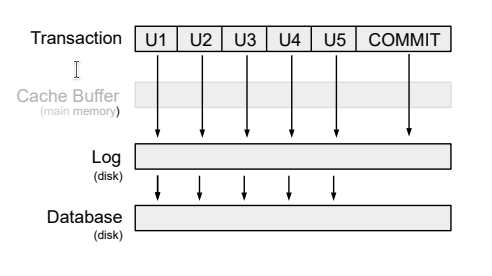 Transaction U1 U2 U3 U4 U5 COMMIT
Cache Buffer
(main memory)
Log
(disk)
Database
(disk)